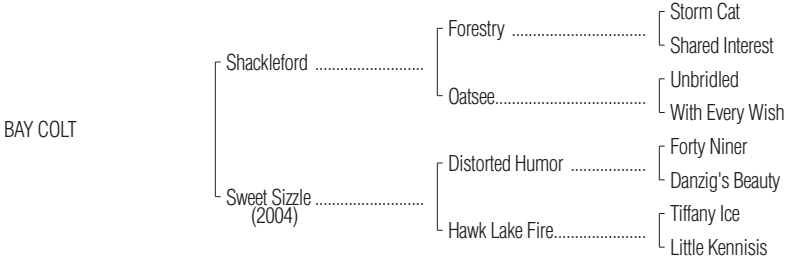 Storm Cat
Forestry ................................
Shared Interest
Shackleford ..........................
Unbridled
Oatsee....................................
With Every Wish
BAY COLT
Forty Niner
Distorted Humor ..................
Danzig's Beauty
Sweet Sizzle ..........................
(2004)
Tiffany Ice
Hawk Lake Fire......................
Little Kennisis